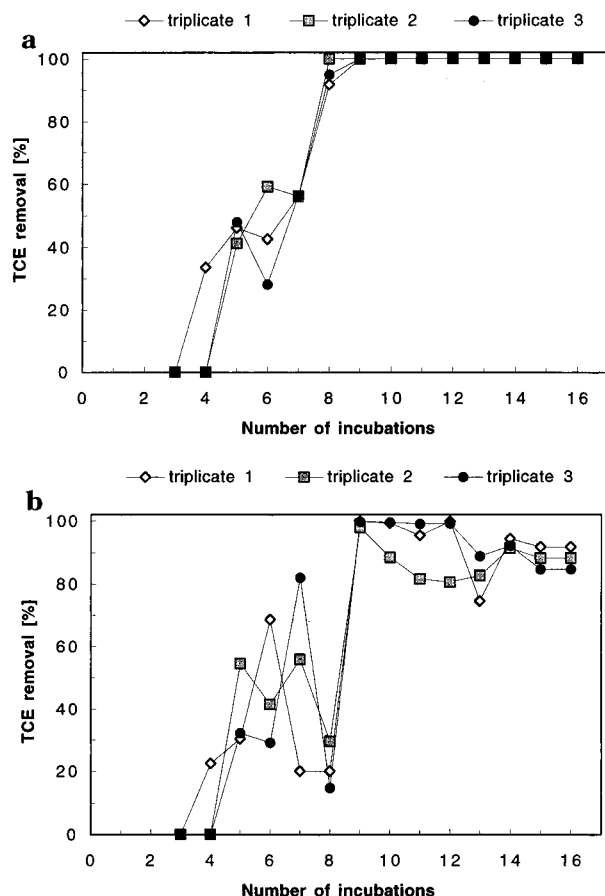 triplicate 1 triplicate 2 triplicate 3
a
100
80
60
40
20
0
TCE removal [%]
0 2 4 6 8 10 12 14 16
Number of incubations
triplicate 1 triplicate 2 triplicate 3
b
100
80
60
40
20
0
TCE removal [%]
0 2 4 6 8 10 12 14 16
Number of incubations